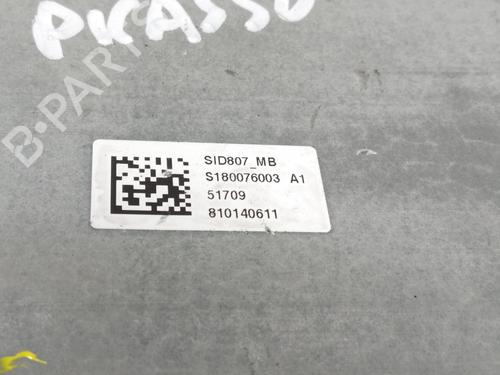 PICASSO
B-PARTS
SID807_MB
S180076003 A1
51709
810140611